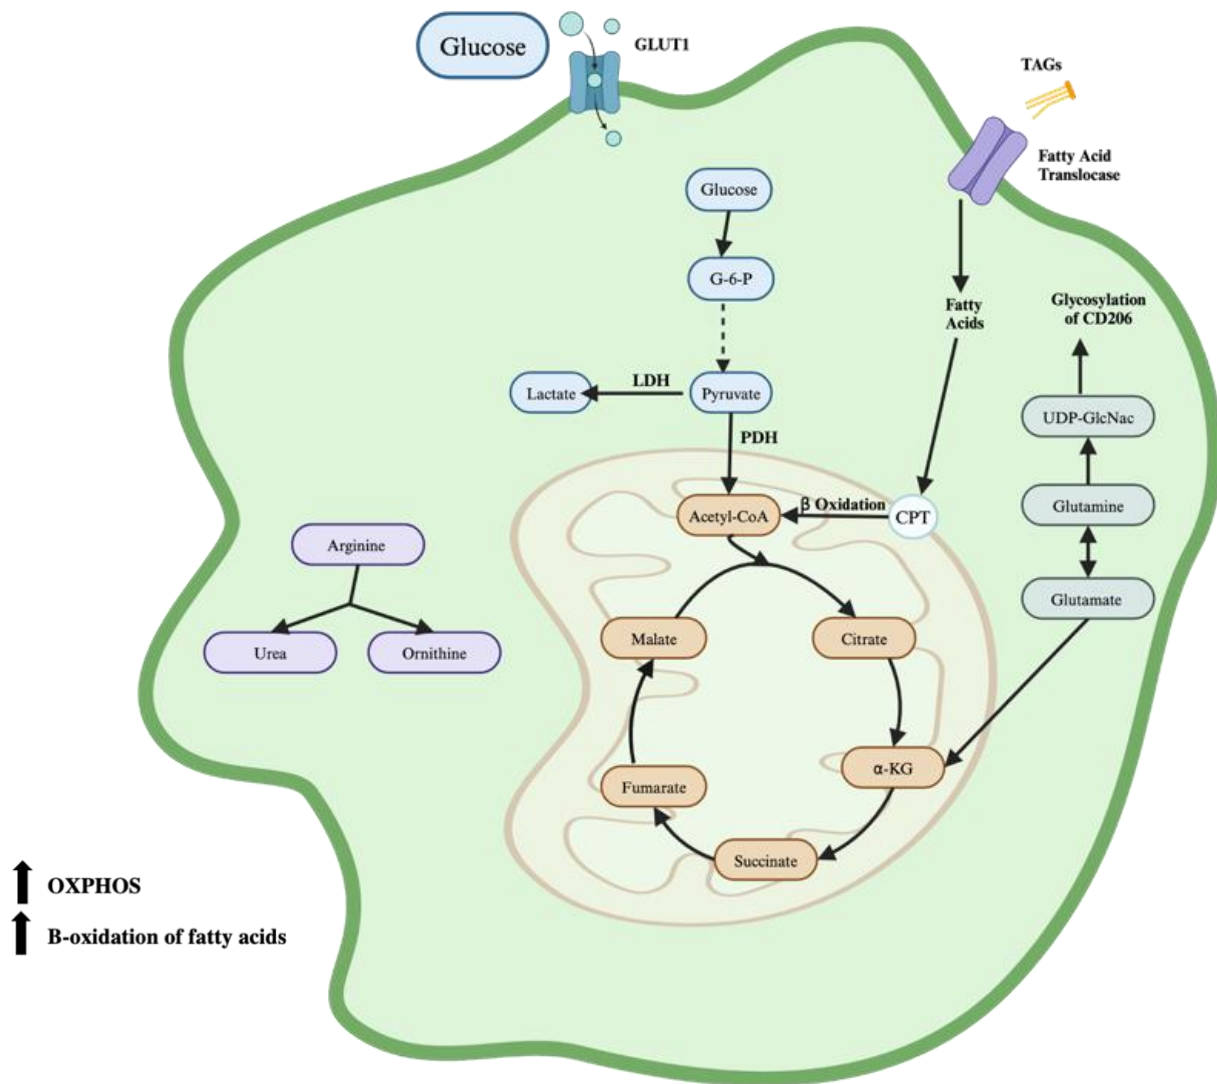 Glucose
GLUT1
TAGs
Fatty Acid
Translocase
Glucose
G-6-P
Fatty
Acids
Glycosylation
of CD206
Lactate
LDH
Pyruvate
UDP-GlcNac
PDH
Acetyl-CoA
β Oxidation
CPT
Glutamine
Arginine
Glutamate
Urea
Ornithine
Malate
Citrate
α-KG
Fumarate
Succinate
OXPHOS
B-oxidation of fatty acids